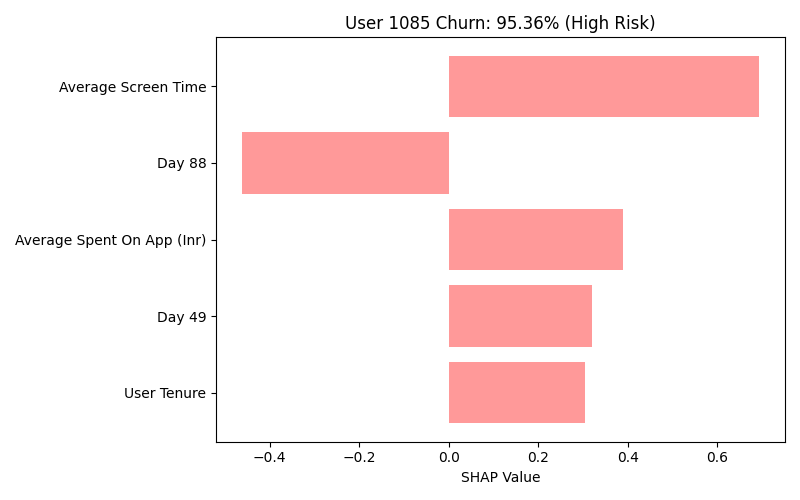 User 1085 Churn: 95.36% (High Risk)
Average Screen Time
Day 88
Average Spent On App (Inr)
Day 49
User Tenure
−0.4 −0.2 0.0 0.2 0.4 0.6
SHAP Value